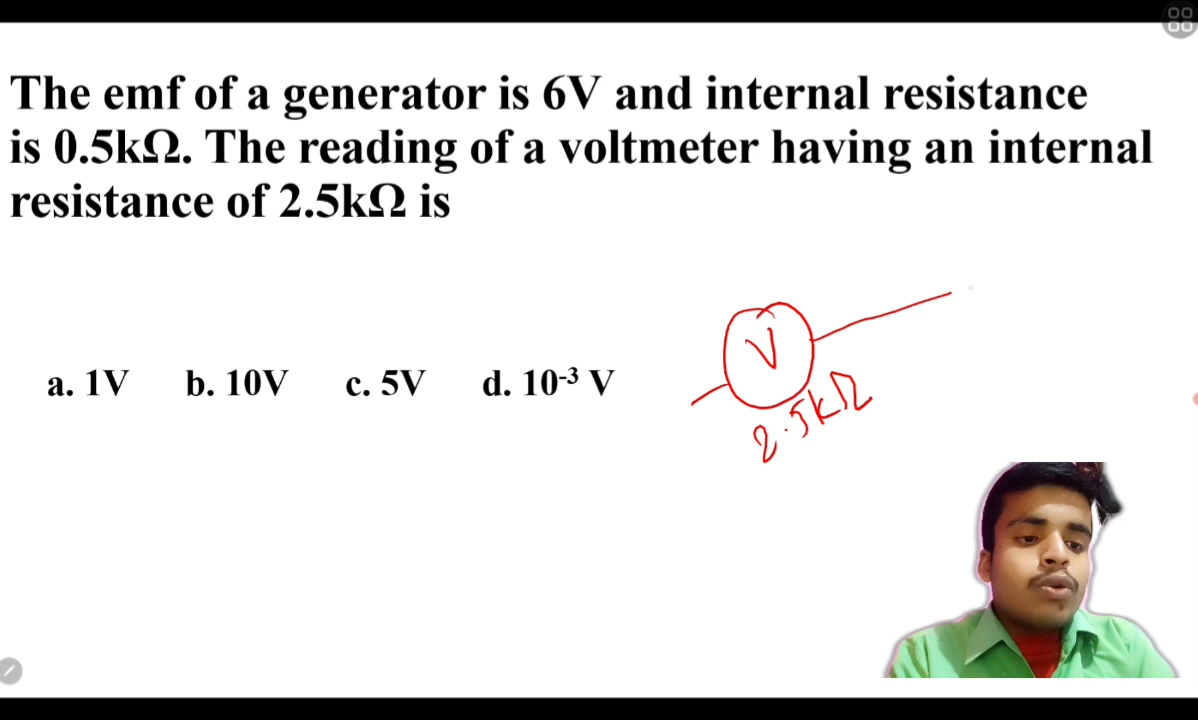 The emf of a generator is 6V and internal resistance
is 0.5kΩ. The reading of a voltmeter having an internal
resistance of 2.5kΩ is
a. 1V b. 10V c. 5V d. 10⁻³ V
V
2.5kΩ